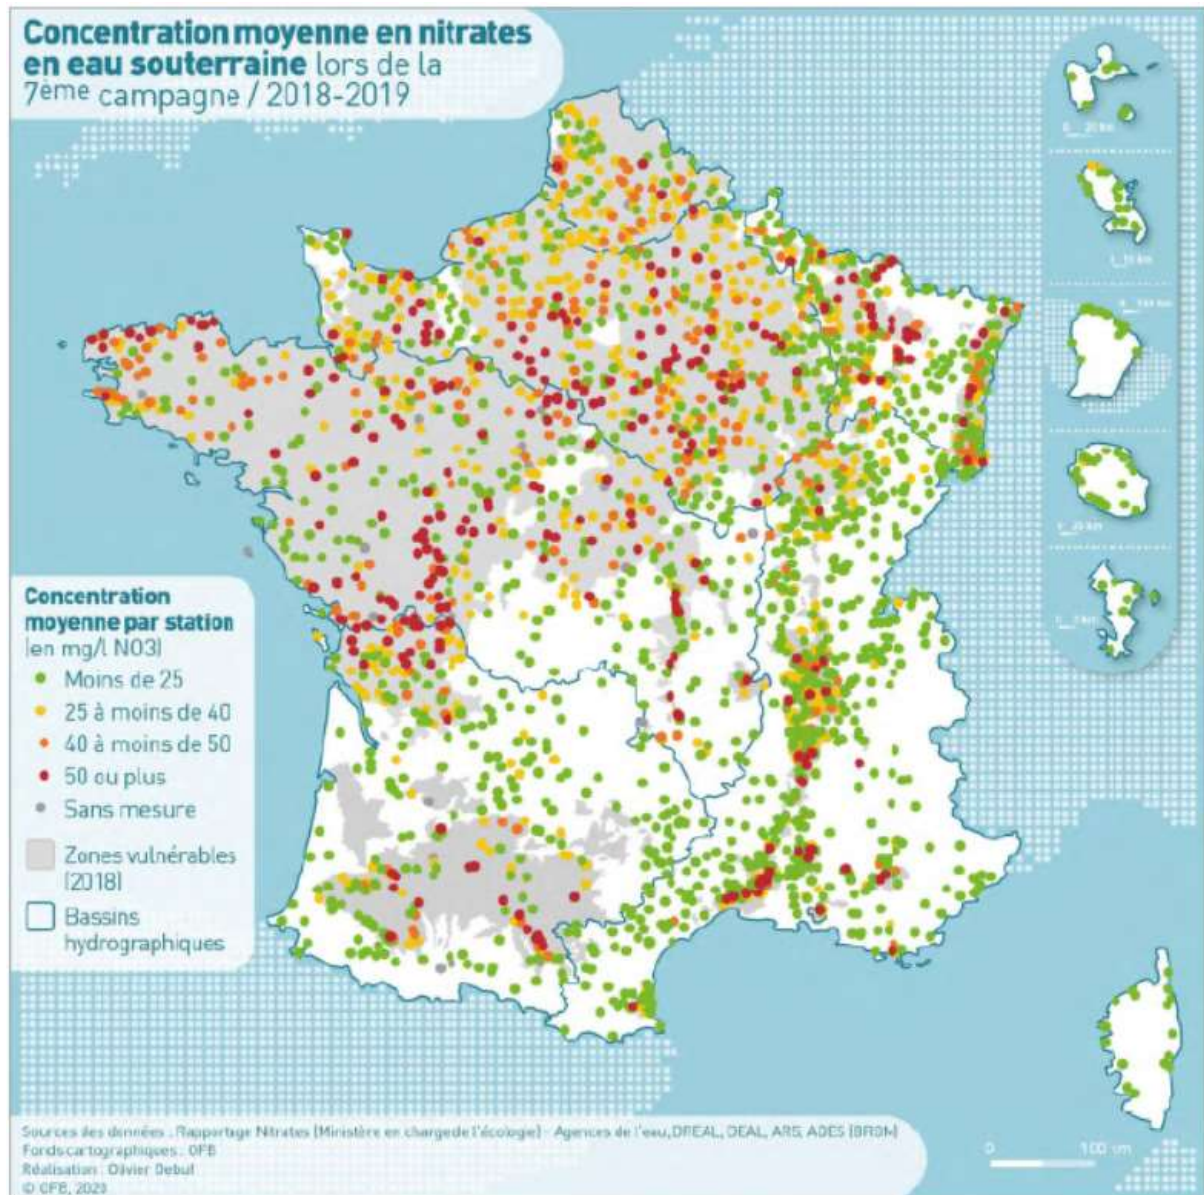 Concentration moyenne en nitrates
en eau souterraine lors de la
7ème campagne / 2018-2019
Concentration
moyenne par station
(en mg/l NO3)
Moins de 25
25 à moins de 40
40 à moins de 50
50 ou plus
Sans mesure
Zones vulnérables
(2018)
Bassins
hydrographiques
Sources des données : Rapportage Nitrates (Ministère en charge de l'écologie) - Agences de l'eau, DREAL, DEAL, ARS, ADES (BRGM)
Fonds cartographiques : OFB
Réalisation : Olivier Debuf
© OFB, 2020
0 100 km